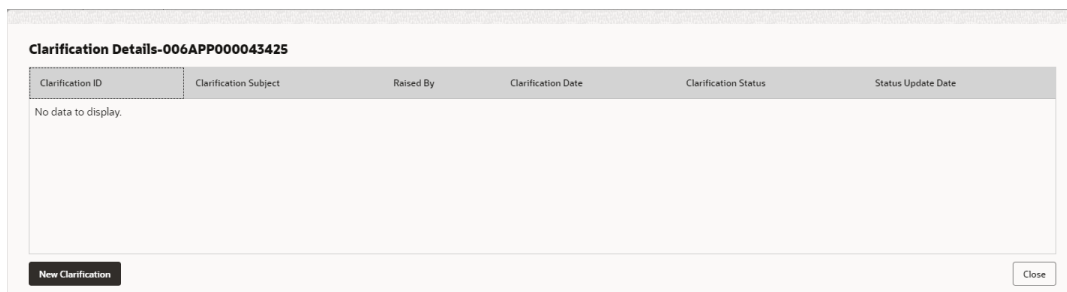 Clarification Details-006APP000043425
Clarification ID Clarification Subject Raised By Clarification Date Clarification Status Status Update Date
No data to display.
New Clarification Close